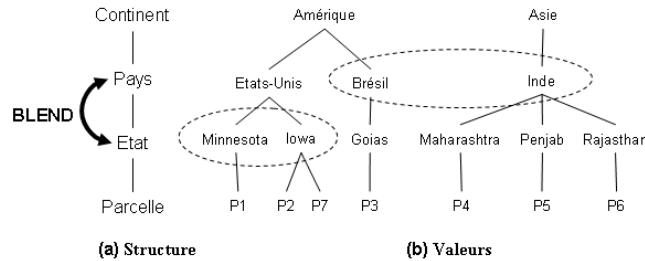 Continent Amérique Asie
Pays Etats-Unis Brésil Inde
BLEND
Etat Minnesota Iowa Goias Maharashtra Penjab Rajasthan
Parcelle P1 P2 P7 P3 P4 P5 P6
(a) Structure (b) Valeurs